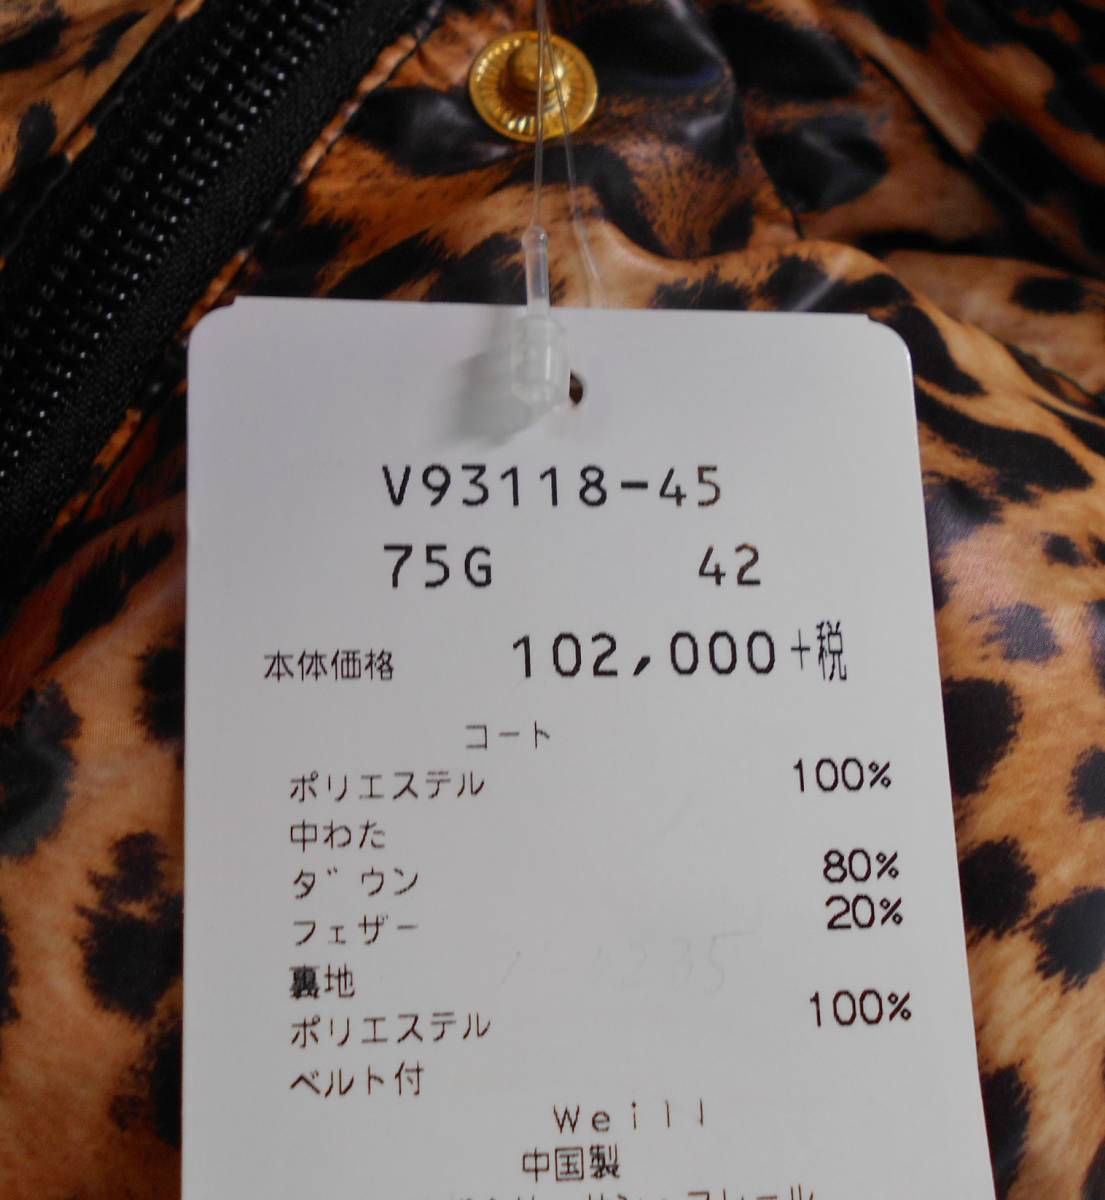 V93118-45
75G 42
本体価格 102,000+税
コート
ポリエステル 100%
中わた
ダウン 80%
フェザー 20%
裏地
ポリエステル 100%
ベルト付
Weill
中国製